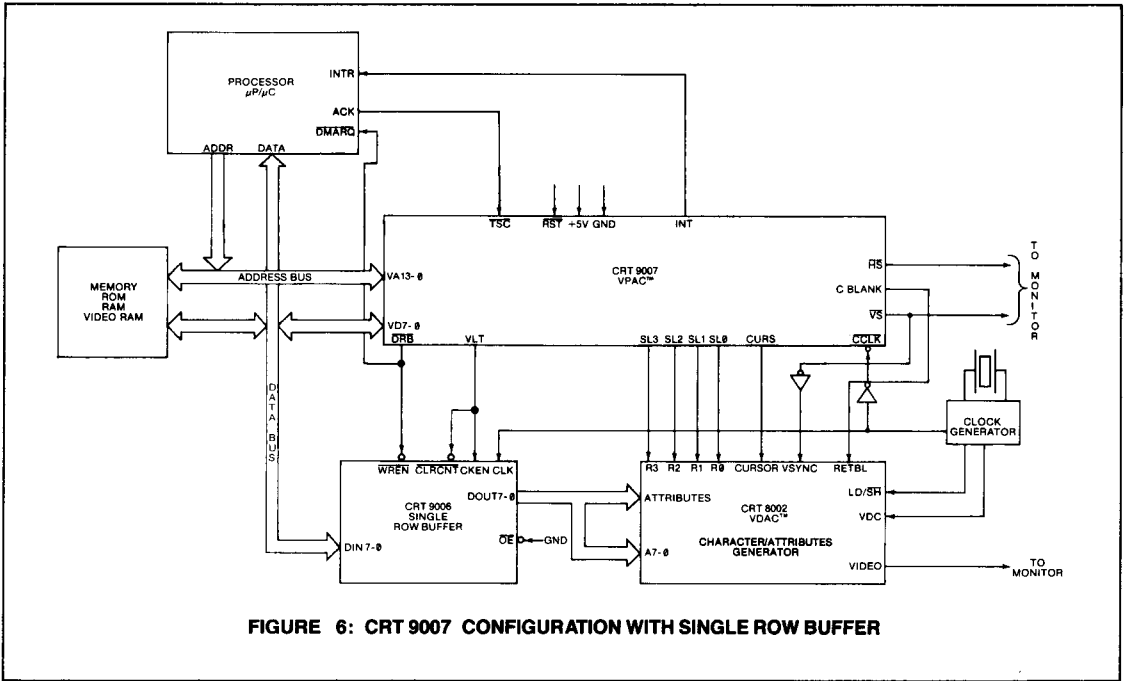 PROCESSOR
μP/μC
INTR
ACK
DMARQ
ADDR DATA
TSC RST +5V GND INT
MEMORY
ROM
RAM
VIDEO RAM
ADDRESS BUS
VA13-0
CRT 9007
VPAC™
HS
C BLANK
VS
TO MONITOR
VD7-0
DRB VLT SL3 SL2 SL1 SL0 CURS CCLK
DATA BUS
CLOCK
GENERATOR
WREN CLRCNT CKEN CLK
DOUT7-0
CRT 9006
SINGLE
ROW BUFFER
OE GND
DIN 7-0
R3 R2 R1 R0 CURSOR VSYNC RETBL
ATTRIBUTES
LD/SH
CRT 8002
VDAC™
VDC
CHARACTER/ATTRIBUTES
GENERATOR
A7-0
VIDEO
TO
MONITOR
FIGURE 6: CRT 9007 CONFIGURATION WITH SINGLE ROW BUFFER